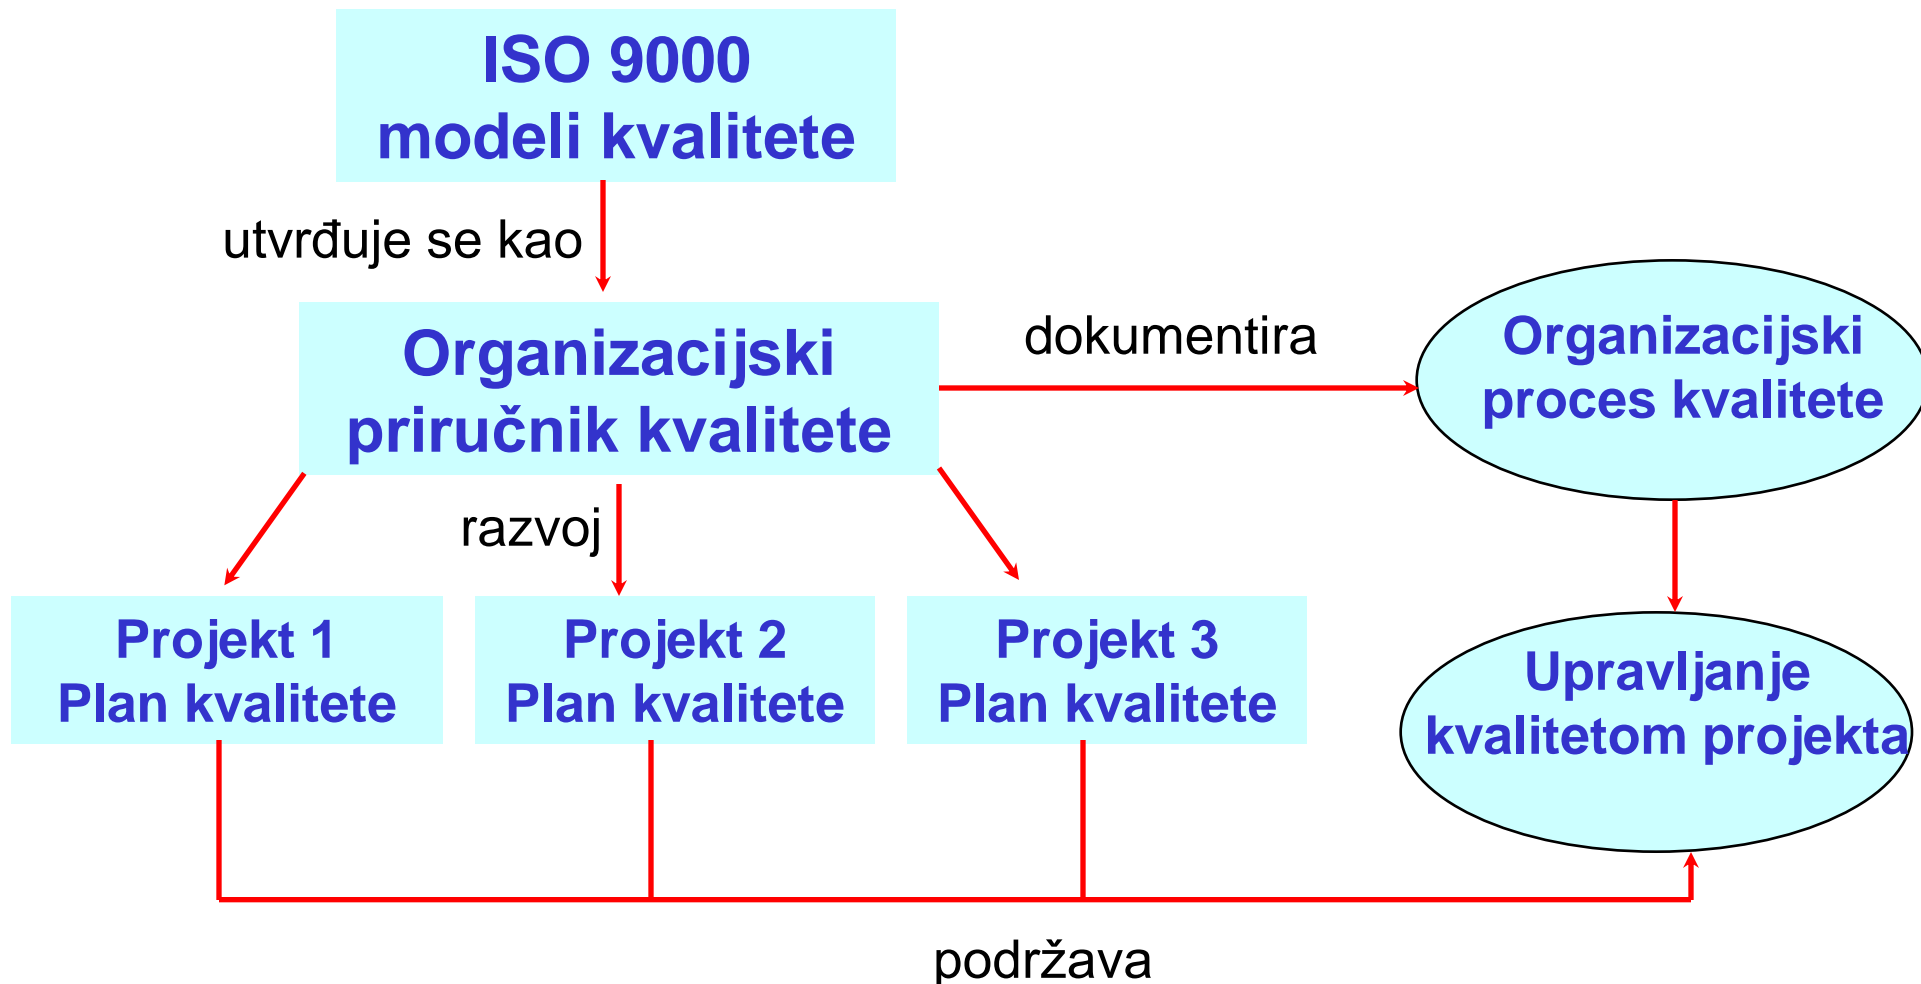 ISO 9000
modeli kvalitete
utvrđuje se kao
Organizacijski
priručnik kvalitete
dokumentira
Organizacijski
proces kvalitete
razvoj
Projekt 1
Plan kvalitete
Projekt 2
Plan kvalitete
Projekt 3
Plan kvalitete
Upravljanje
kvalitetom projekta
podržava